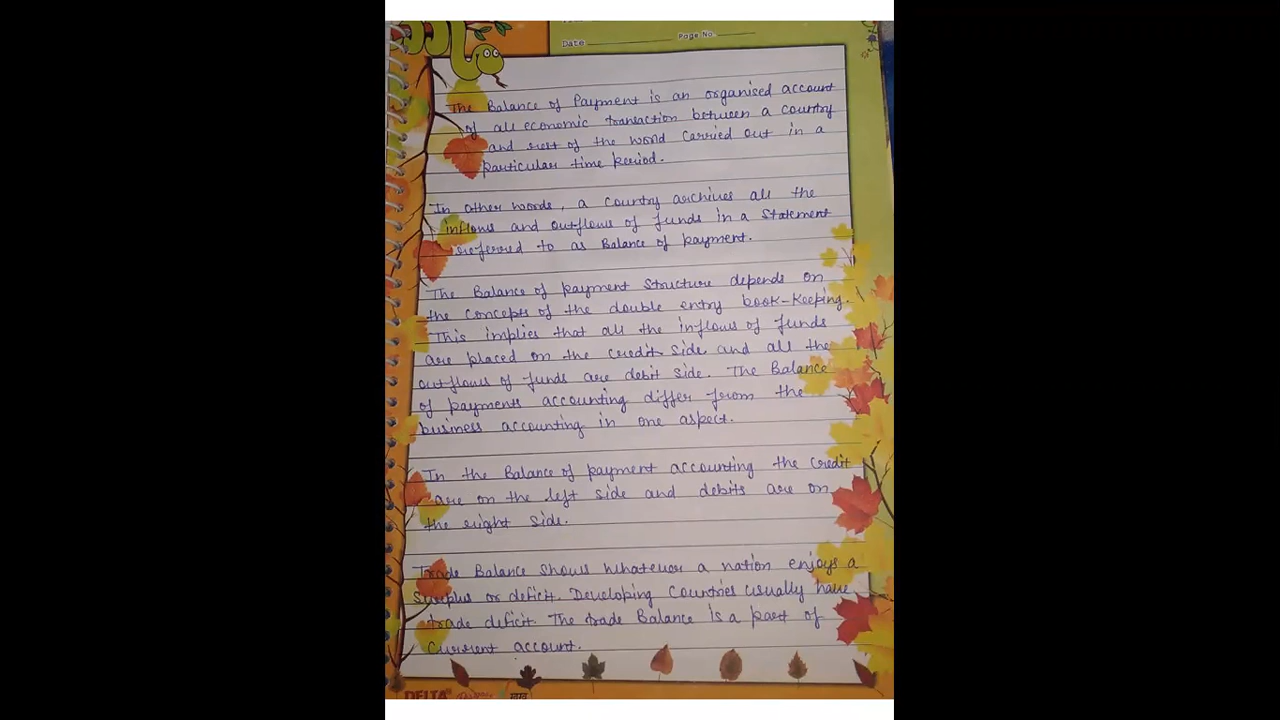 Date Page No.
The Balance of Payment is an organised account
of all economic transaction between a country
and rest of the world carried out in a
particular time period.
In other words, a country archives all the
inflows and outflows of funds in a Statement
referred to as Balance of payment.
The Balance of payment Structure depends on
the concepts of the double entry book-keeping.
This implies that all the inflows of funds
are placed on the credit side and all the
outflows of funds are debit side. The Balance
of payments accounting differ from the
business accounting in one aspect.
In the Balance of payment accounting the credit
are on the left side and debits are on
the right side.
Trade Balance shows whatever a nation enjoys a
Surplus or deficit. Developing Countries usually have
trade deficit. The trade Balance is a part of
Current account.
DELTA